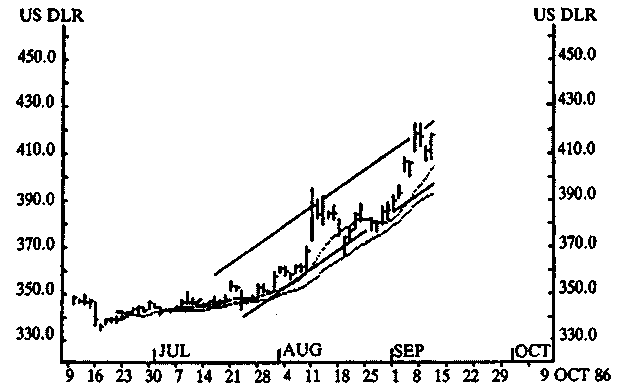 US DLR US DLR
450.0 450.0
430.0 430.0
410.0 410.0
390.0 390.0
370.0 370.0
350.0 350.0
330.0 330.0
JUL AUG SEP OCT
9 16 23 30 7 14 21 28 4 11 18 25 1 8 15 22 29 9 OCT 86